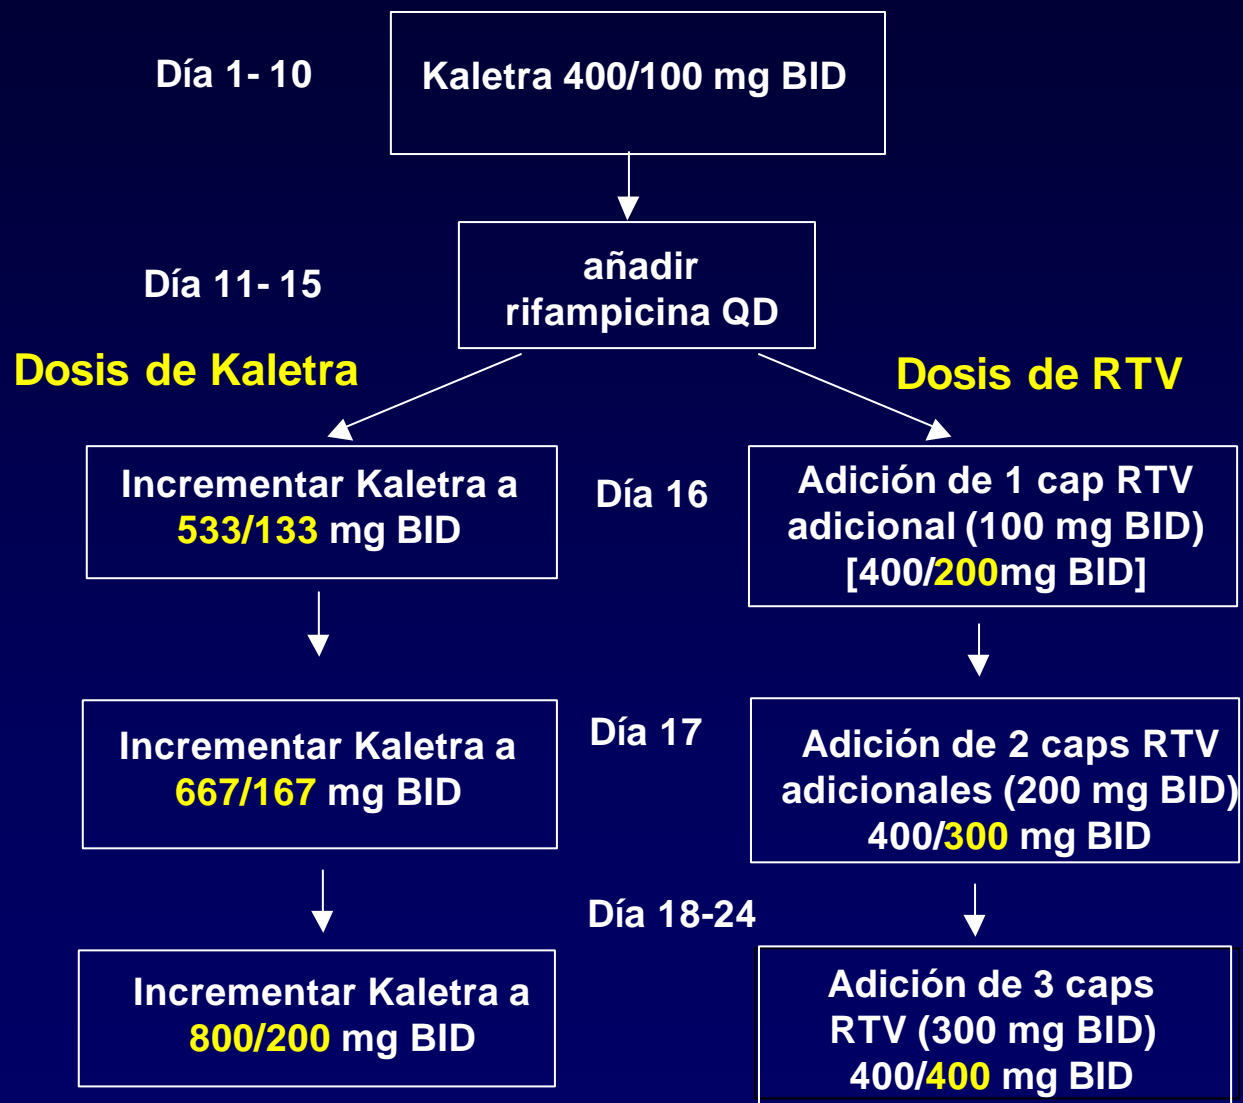 Día 1- 10
Kaletra 400/100 mg BID
Día 11- 15
añadir
rifampicina QD
Dosis de Kaletra
Dosis de RTV
Incrementar Kaletra a
533/133 mg BID
Día 16
Adición de 1 cap RTV
adicional (100 mg BID)
[400/200mg BID]
Incrementar Kaletra a
667/167 mg BID
Día 17
Adición de 2 caps RTV
adicionales (200 mg BID)
400/300 mg BID
Día 18-24
Incrementar Kaletra a
800/200 mg BID
Adición de 3 caps
RTV (300 mg BID)
400/400 mg BID